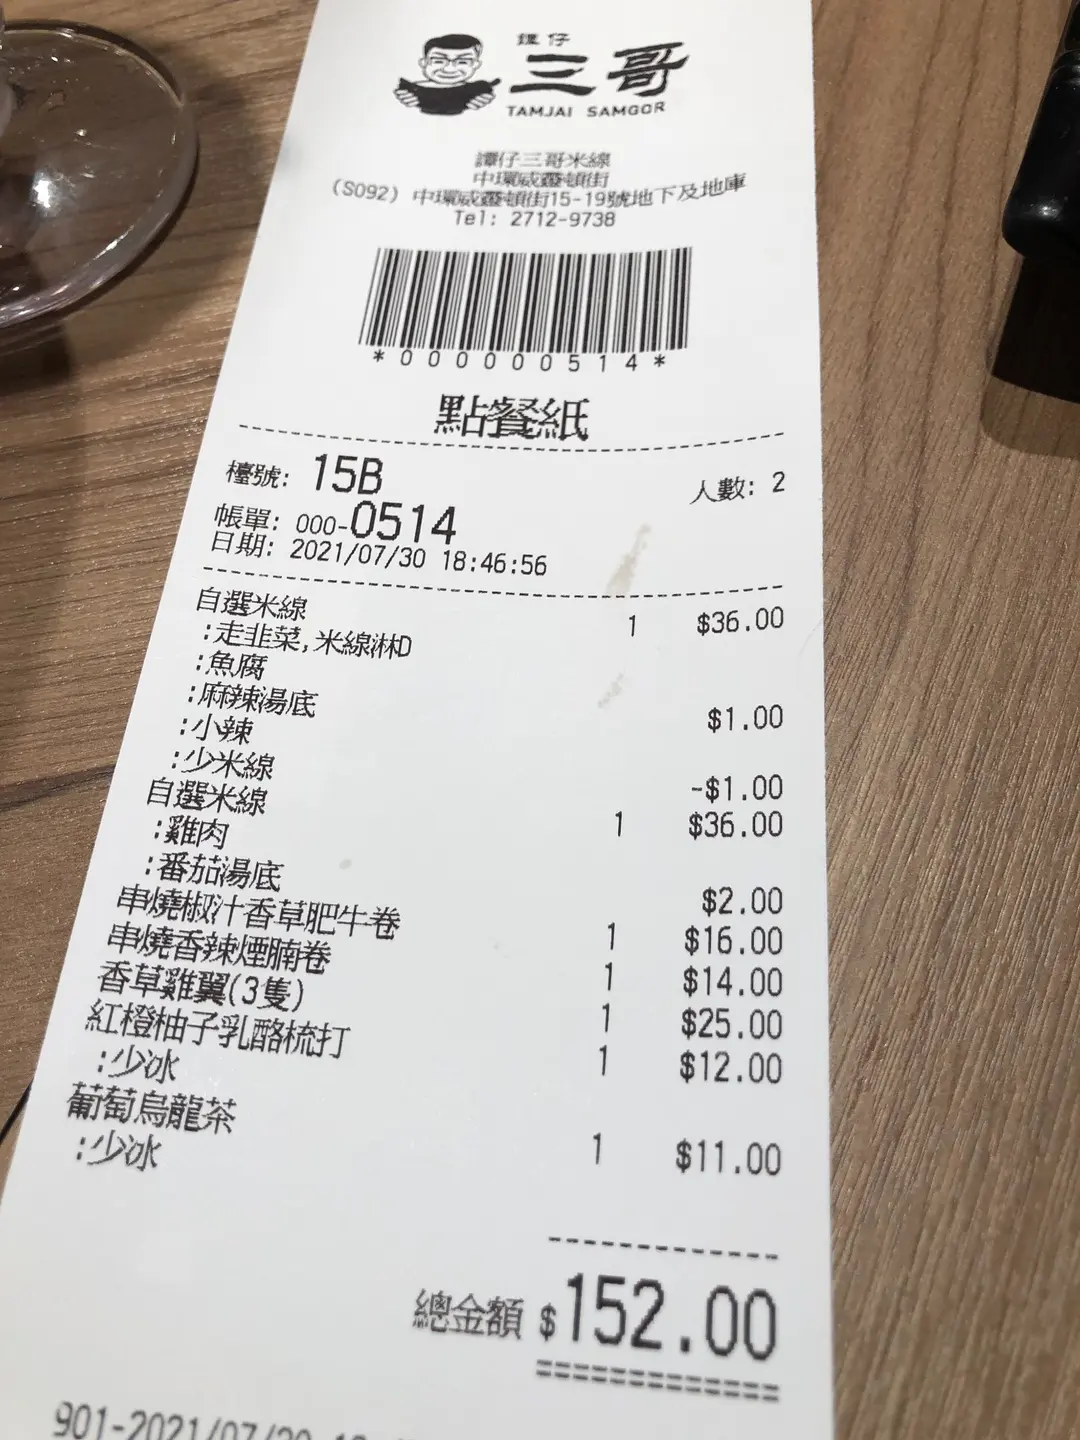 譚仔
三哥
TAMJAI SAMGOR
譚仔三哥米線
中環威靈頓街
(S092) 中環威靈頓街15-19號地下及地庫
Tel: 2712-9738
*000000514*
點餐紙
檯號: 15B 人數: 2
帳單: 000-0514
日期: 2021/07/30 18:46:56
自選米線 1 $36.00
:走韭菜,米線淋D
:魚腐
:麻辣湯底 $1.00
:小辣
:少米線 -$1.00
自選米線 1 $36.00
:雞肉
:番茄湯底 $2.00
串燒椒汁香草肥牛卷 1 $16.00
串燒香辣煙腩卷 1 $14.00
香草雞翼(3隻) 1 $25.00
紅橙柚子乳酪梳打 1 $12.00
:少冰
葡萄烏龍茶 1 $11.00
:少冰
總金額 $152.00
901-2021/07/30